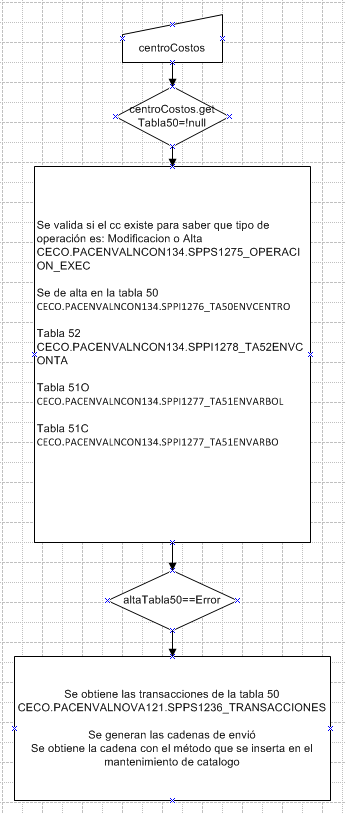 centroCostos
centroCostos.get
Tabla50=!null
Se valida si el cc existe para saber que tipo de
operación es: Modificacion o Alta
CECO.PACENVALNCON134.SPPS1275_OPERACI
ON_EXEC
Se de alta en la tabla 50
CECO.PACENVALNCON134.SPPI1276_TA50ENVCENTRO
Tabla 52
CECO.PACENVALNCON134.SPPI1278_TA52ENVC
ONTA
Tabla 51O
CECO.PACENVALNCON134.SPPI1277_TA51ENVARBOL
Tabla 51C
CECO.PACENVALNCON134.SPPI1277_TA51ENVARBO
altaTabla50==Error
Se obtiene las transacciones de la tabla 50
CECO.PACENVALNOVA121.SPPS1236_TRANSACCIONES
Se generan las cadenas de envió
Se obtiene la cadena con el método que se inserta en el
mantenimiento de catalogo